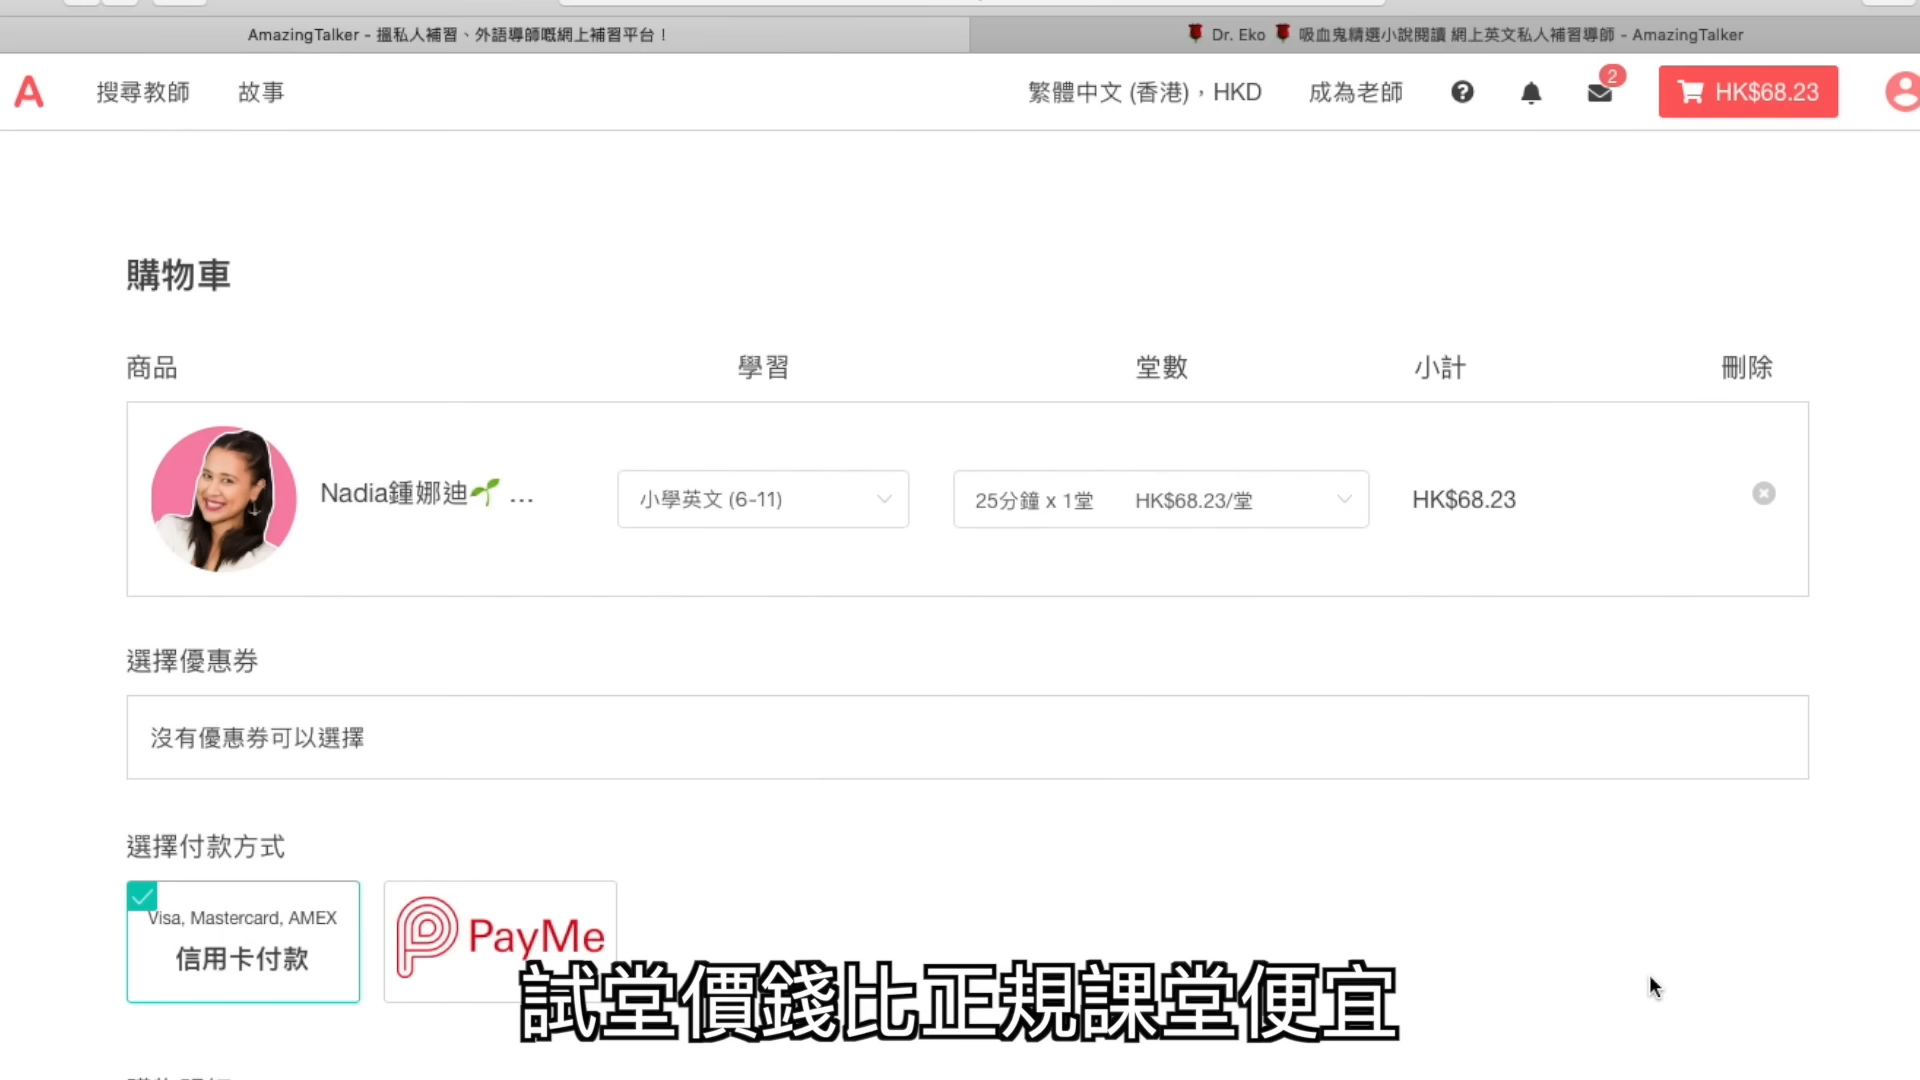 AmazingTalker - 搵私人補習、外語導師嘅網上補習平台！
Dr. Eko 吸血鬼精選小說閱讀 網上英文私人補習導師 - AmazingTalker
A 搜尋教師 故事 繁體中文 (香港)，HKD 成為老師 2 HK$68.23
購物車
商品 學習 堂數 小計 刪除
Nadia鍾娜迪 ... 小學英文 (6-11) 25分鐘 x 1堂 HK$68.23/堂 HK$68.23
選擇優惠券
沒有優惠券可以選擇
選擇付款方式
Visa, Mastercard, AMEX
信用卡付款
PayMe
試堂價錢比正規課堂便宜